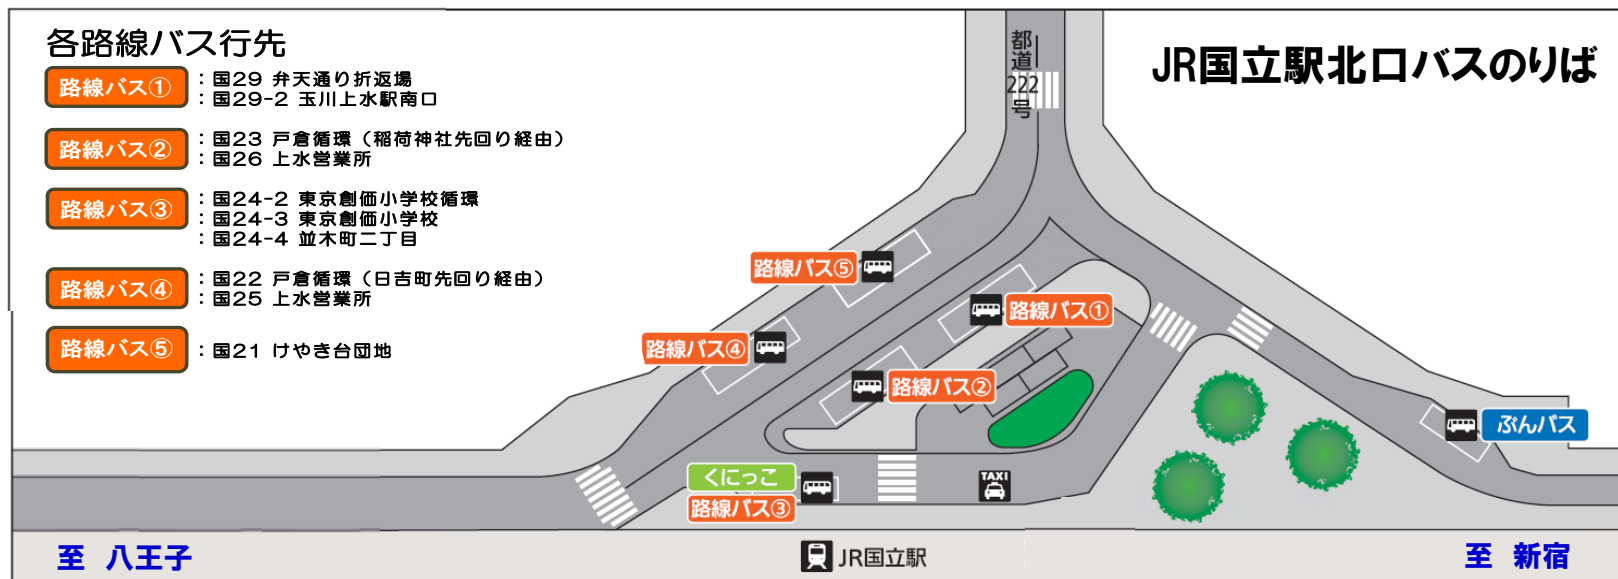 各路線バス行先
路線バス① ：国29 弁天通り折返場
：国29-2 玉川上水駅南口
路線バス② ：国23 戸倉循環（稲荷神社先回り経由）
：国26 上水営業所
路線バス③ ：国24-2 東京創価小学校循環
：国24-3 東京創価小学校
：国24-4 並木町二丁目
路線バス④ ：国22 戸倉循環（日吉町先回り経由）
：国25 上水営業所
路線バス⑤ ：国21 けやき台団地
JR国立駅北口バスのりば
都道222号
路線バス⑤
路線バス①
路線バス④
路線バス②
ぶんバス
くにっこ
路線バス③
TAXI
至 八王子
JR国立駅
至 新宿